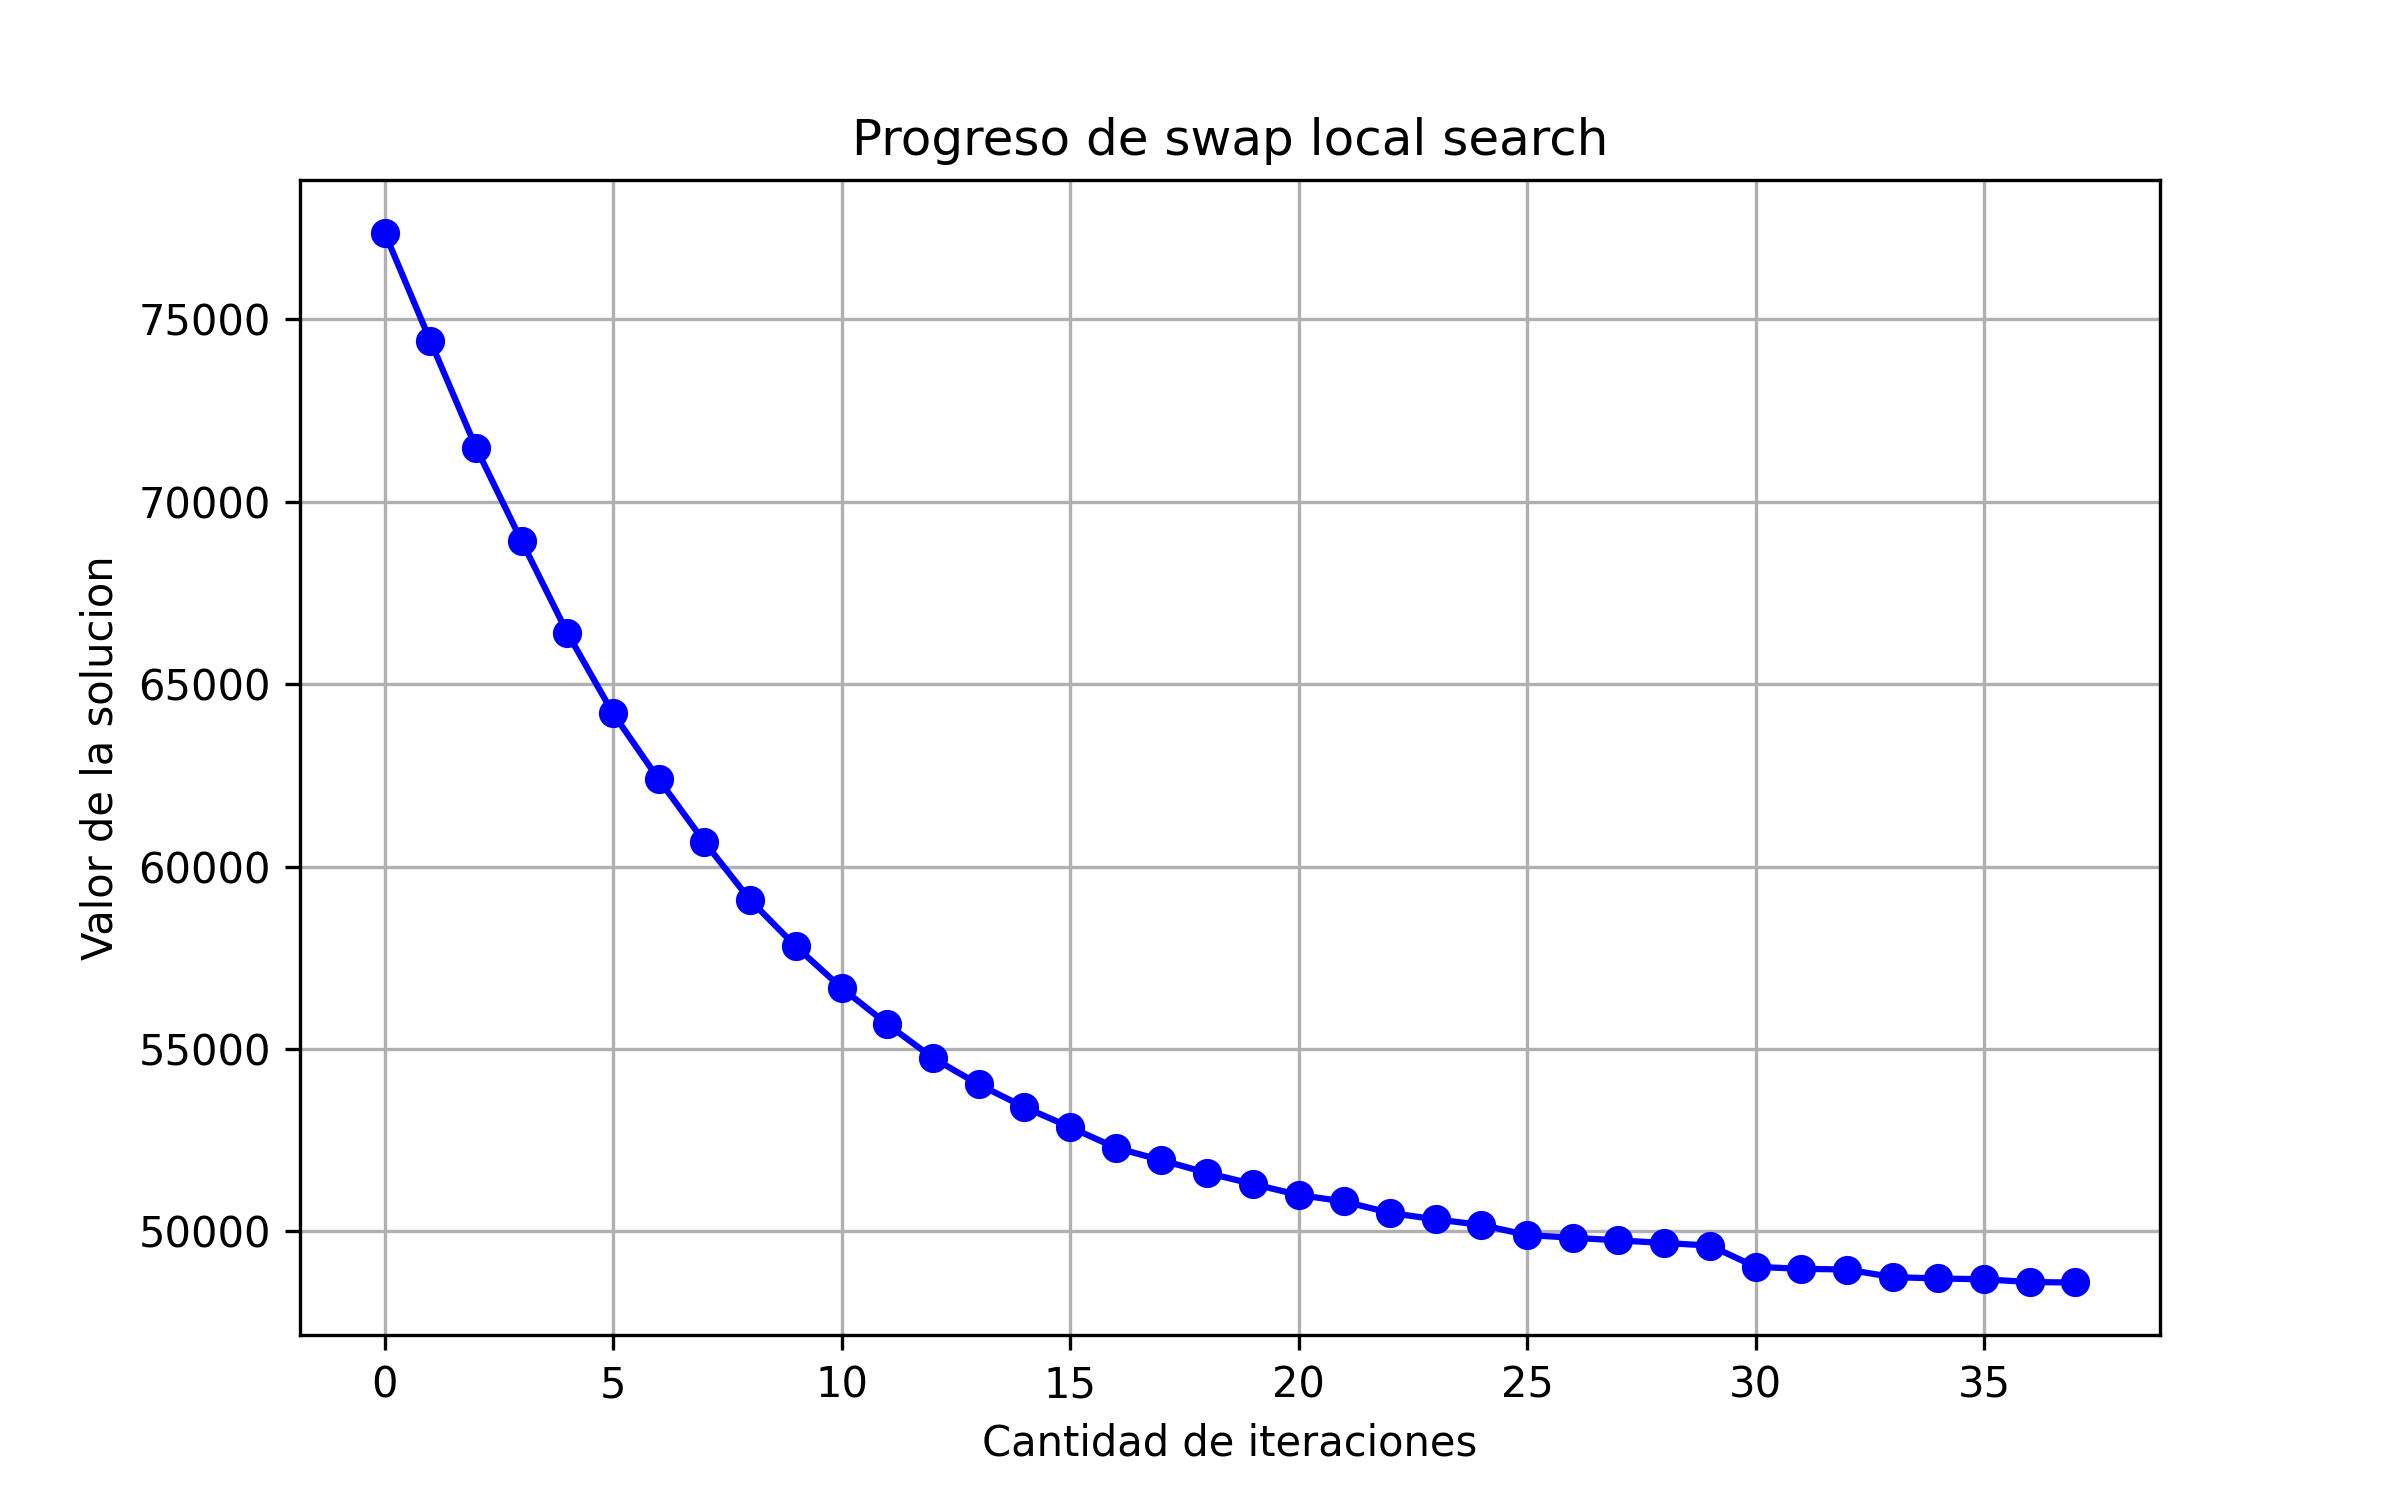 Progreso de swap local search
Valor de la solucion
75000
70000
65000
60000
55000
50000
0 5 10 15 20 25 30 35
Cantidad de iteraciones